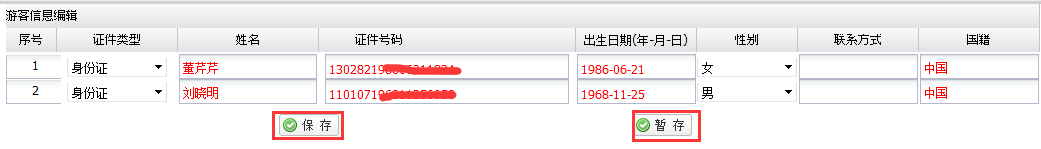 游客信息编辑
序号 证件类型 姓名 证件号码 出生日期(年-月-日) 性别 联系方式 国籍
1 身份证 董芹芹 1986-06-21 女 中国
2 身份证 刘晓明 1968-11-25 男 中国
保 存 暂 存